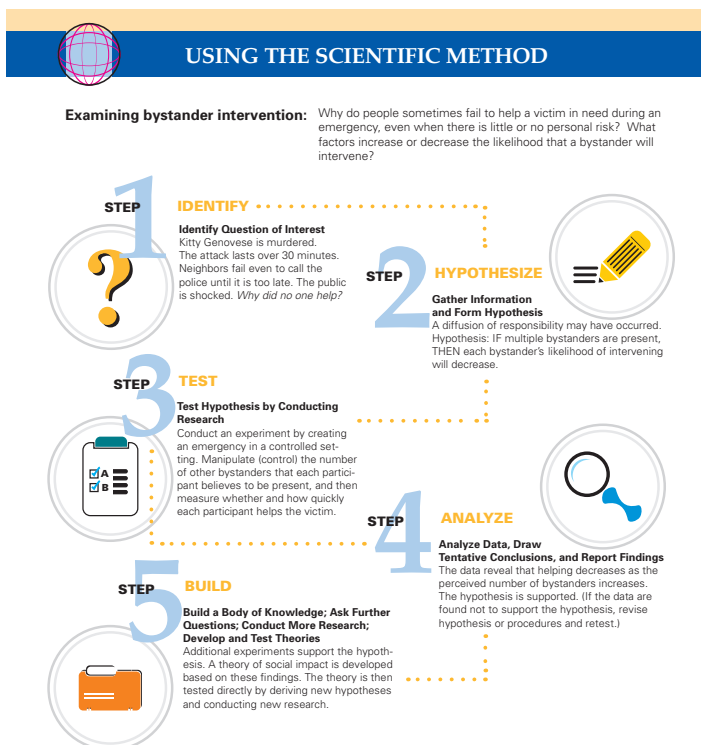 USING THE SCIENTIFIC METHOD
Examining bystander intervention:
Why do people sometimes fail to help a victim in need during an
emergency, even when there is little or no personal risk? What
factors increase or decrease the likelihood that a bystander will
intervene?
1
STEP
IDENTIFY
Identify Question of Interest
Kitty Genovese is murdered.
The attack lasts over 30 minutes.
Neighbors fail even to call the
police until it is too late. The public
is shocked. Why did no one help?
?
2
STEP
HYPOTHESIZE
Gather Information
and Form Hypothesis
A diffusion of responsibility may have occurred.
Hypothesis: IF multiple bystanders are present,
THEN each bystander's likelihood of intervening
will decrease.
3
STEP
TEST
Test Hypothesis by Conducting
Research
Conduct an experiment by creating
an emergency in a controlled set-
ting. Manipulate (control) the number
of other bystanders that each partici-
pant believes to be present, and then
measure whether and how quickly
each participant helps the victim.
A
B
4
STEP
ANALYZE
Analyze Data, Draw
Tentative Conclusions, and Report Findings
The data reveal that helping decreases as the
perceived number of bystanders increases.
The hypothesis is supported. (If the data are
found not to support the hypothesis, revise
hypothesis or procedures and retest.)
5
STEP
BUILD
Build a Body of Knowledge; Ask Further
Questions; Conduct More Research;
Develop and Test Theories
Additional experiments support the hypoth-
esis. A theory of social impact is developed
based on these findings. The theory is then
tested directly by deriving new hypotheses
and conducting new research.